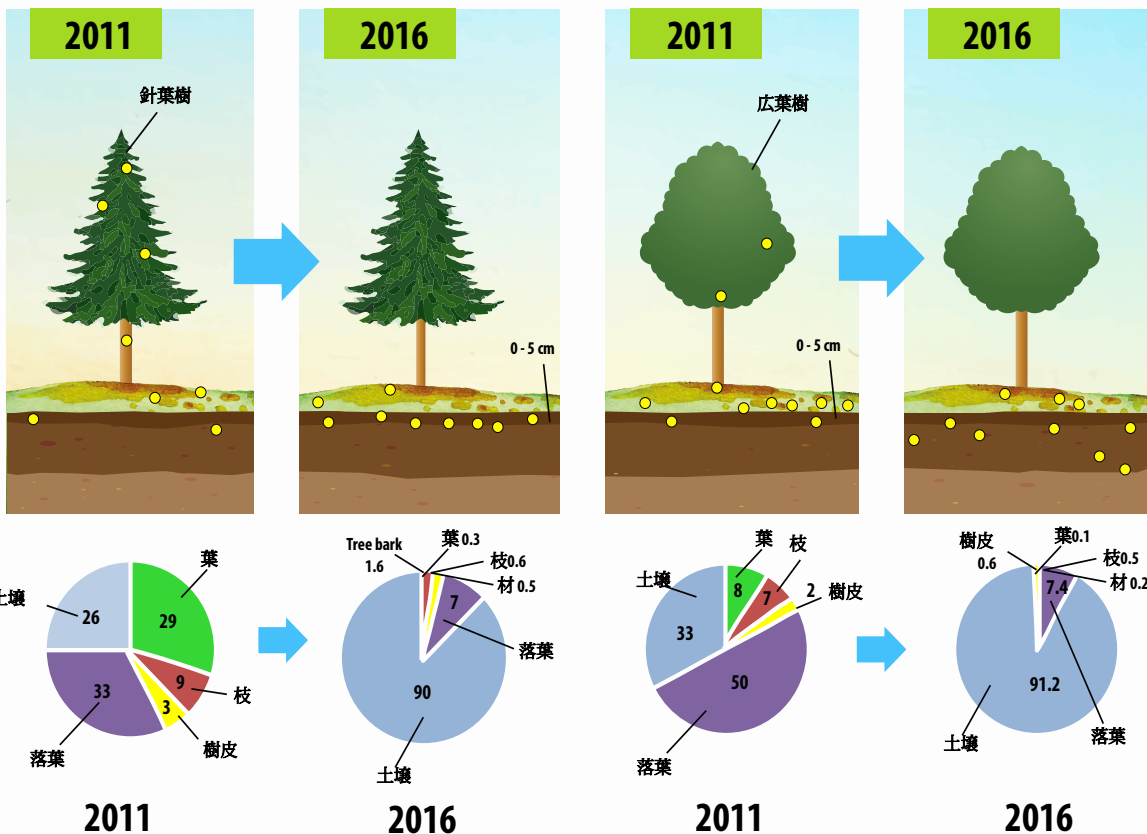 2011
2016
2011
2016
針葉樹
広葉樹
0 - 5 cm
0 - 5 cm
葉
土壌
26
29
9
枝
33
3
樹皮
落葉
Tree bark
1.6
葉 0.3
枝0.6
材 0.5
7
落葉
90
土壌
葉
枝
土壌
8
7
2
樹皮
33
50
落葉
樹皮
0.6
葉0.1
枝0.5
材0.2
7.4
91.2
土壌
落葉
2011
2016
2011
2016